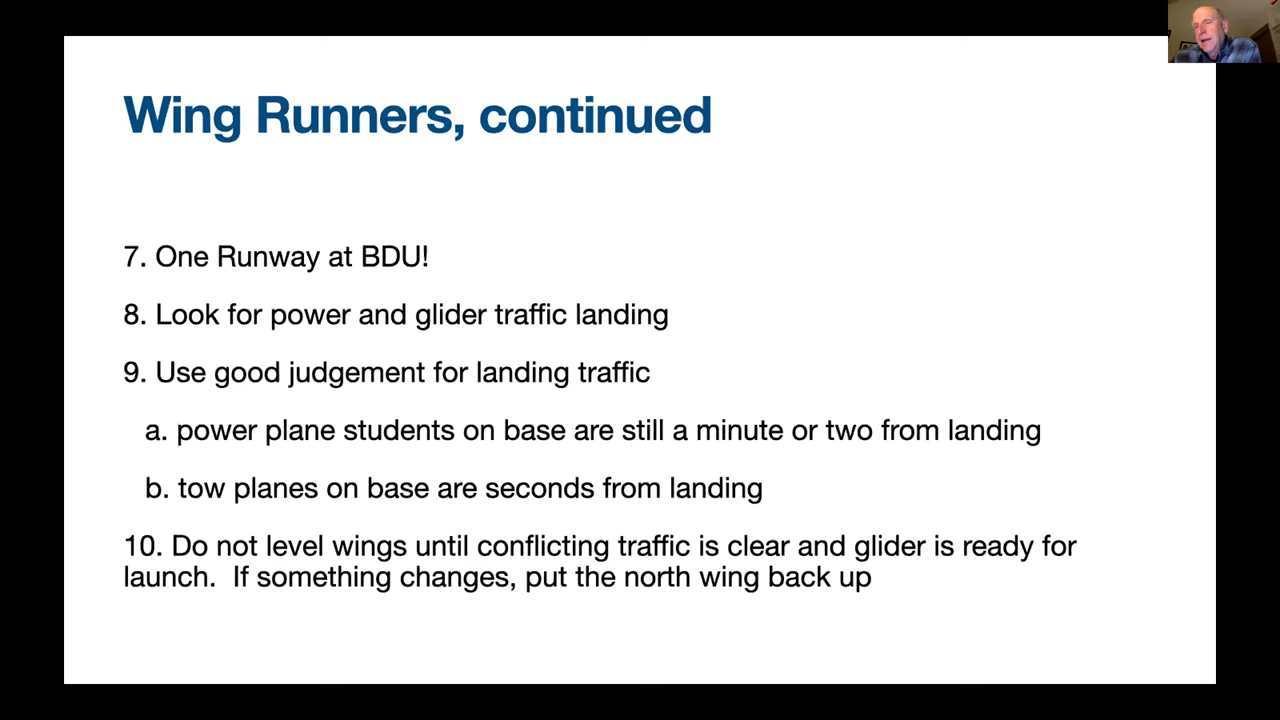 Wing Runners, continued
7. One Runway at BDU!
8. Look for power and glider traffic landing
9. Use good judgement for landing traffic
a. power plane students on base are still a minute or two from landing
b. tow planes on base are seconds from landing
10. Do not level wings until conflicting traffic is clear and glider is ready for
launch.  If something changes, put the north wing back up